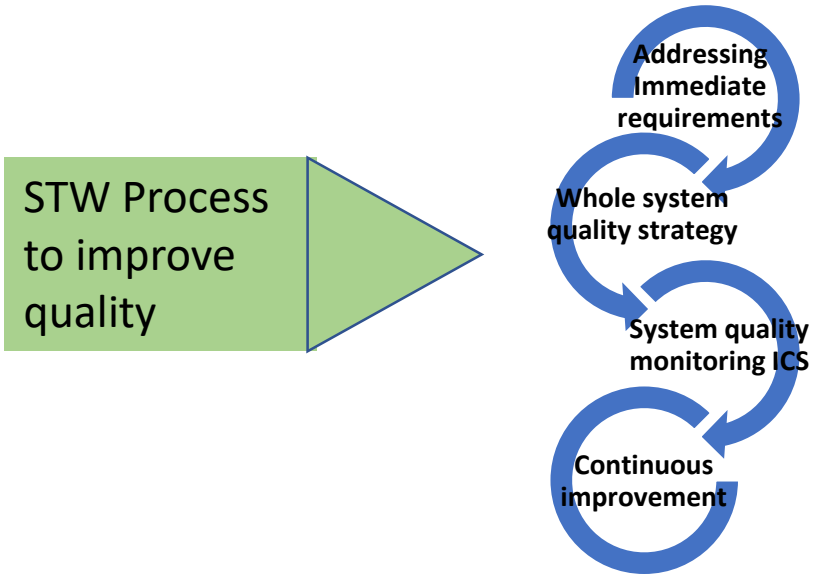 STW Process
to improve
quality
Addressing
Immediate
requirements
Whole system
quality strategy
System quality
monitoring ICS
Continuous
improvement